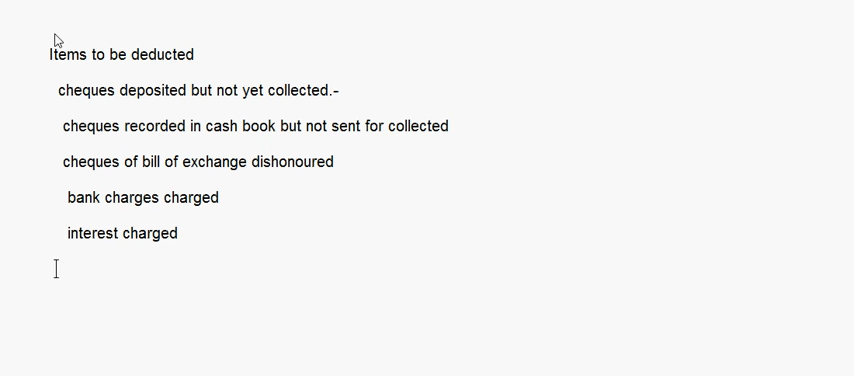 Items to be deducted
cheques deposited but not yet collected.-
cheques recorded in cash book but not sent for collected
cheques of bill of exchange dishonoured
bank charges charged
interest charged